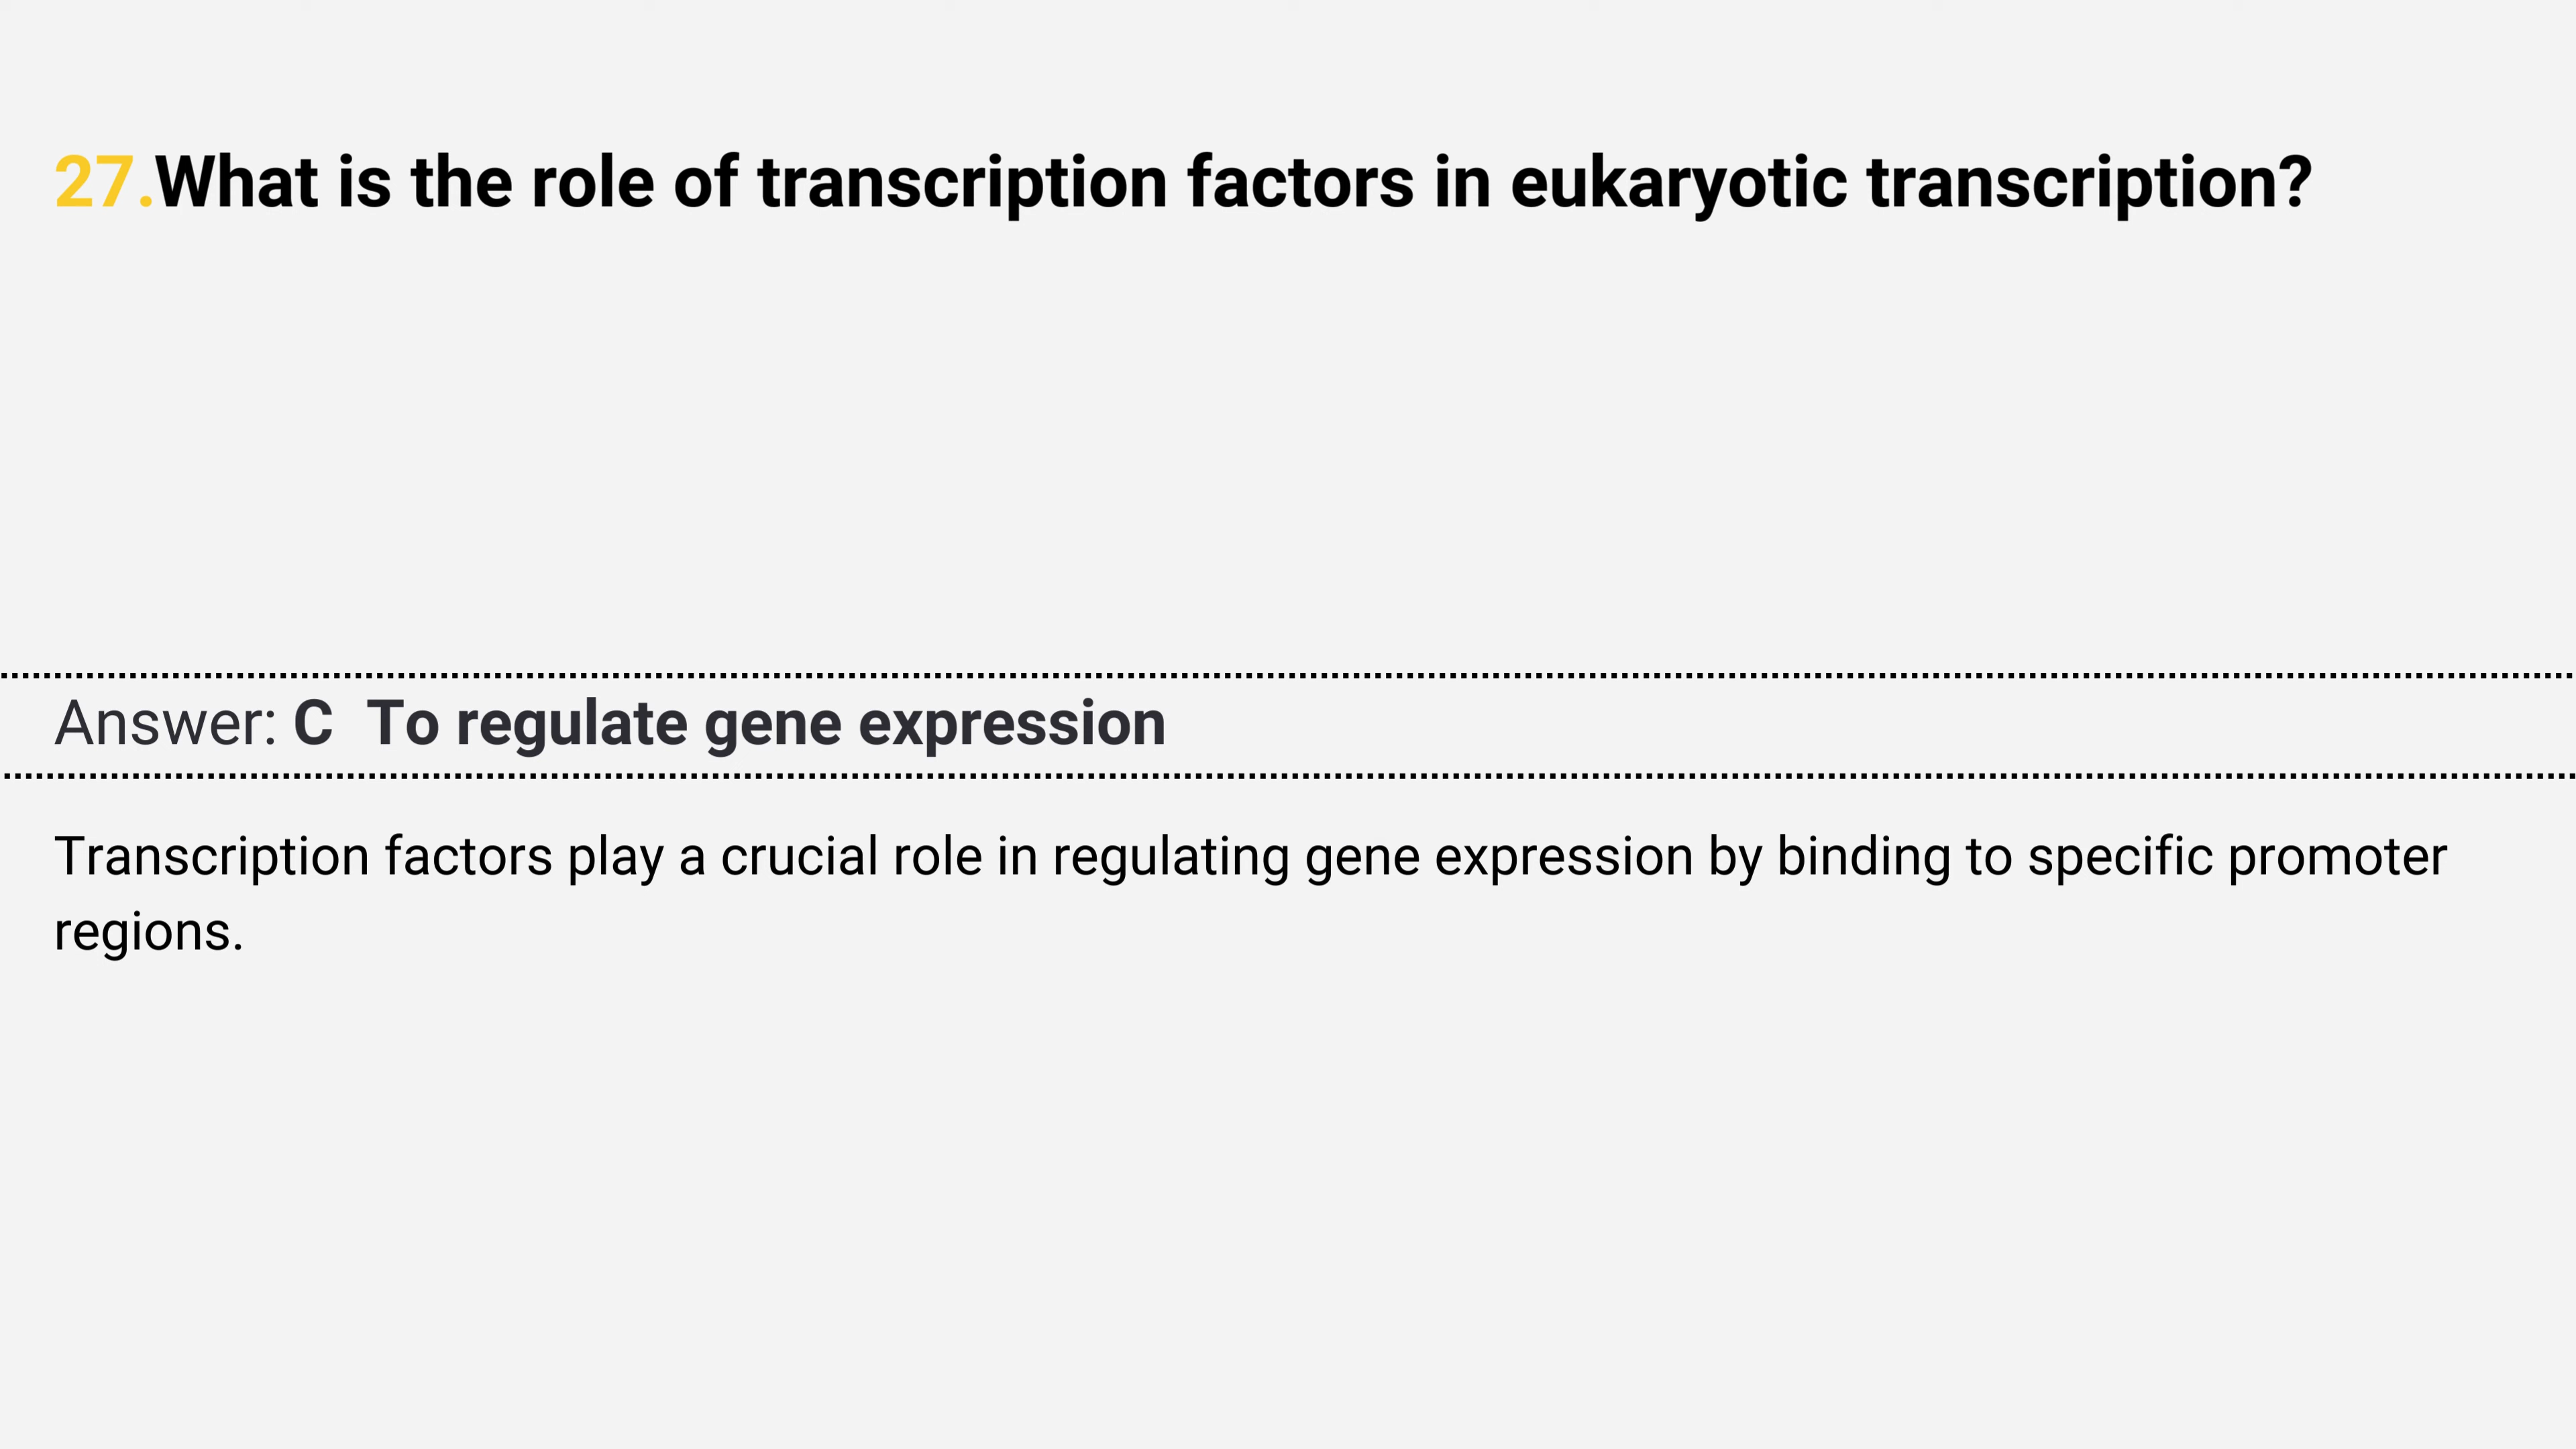 27.What is the role of transcription factors in eukaryotic transcription?
Answer: C  To regulate gene expression
Transcription factors play a crucial role in regulating gene expression by binding to specific promoter
regions.